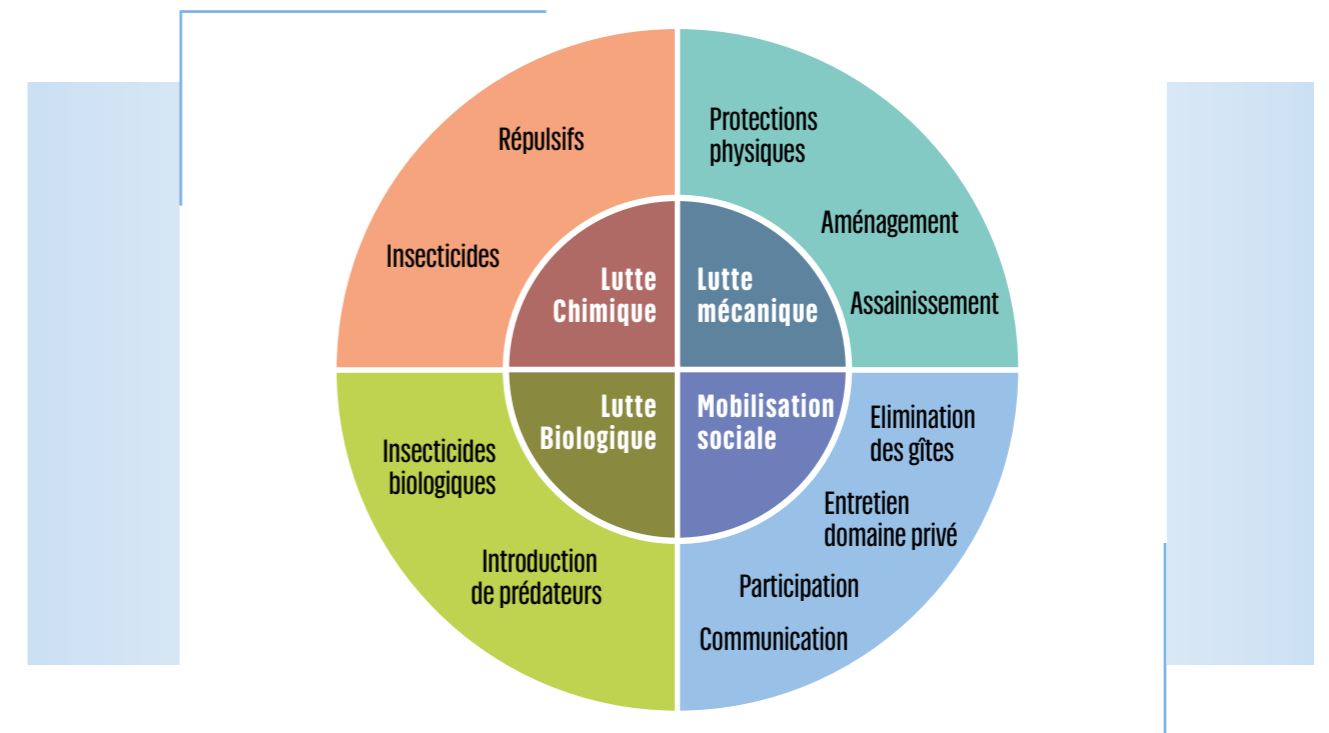 Répulsifs
Insecticides
Lutte
Chimique
Protections
physiques
Aménagement
Assainissement
Lutte
mécanique
Lutte
Biologique
Insecticides
biologiques
Introduction
de prédateurs
Mobilisation
sociale
Elimination
des gîtes
Entretien
domaine privé
Participation
Communication